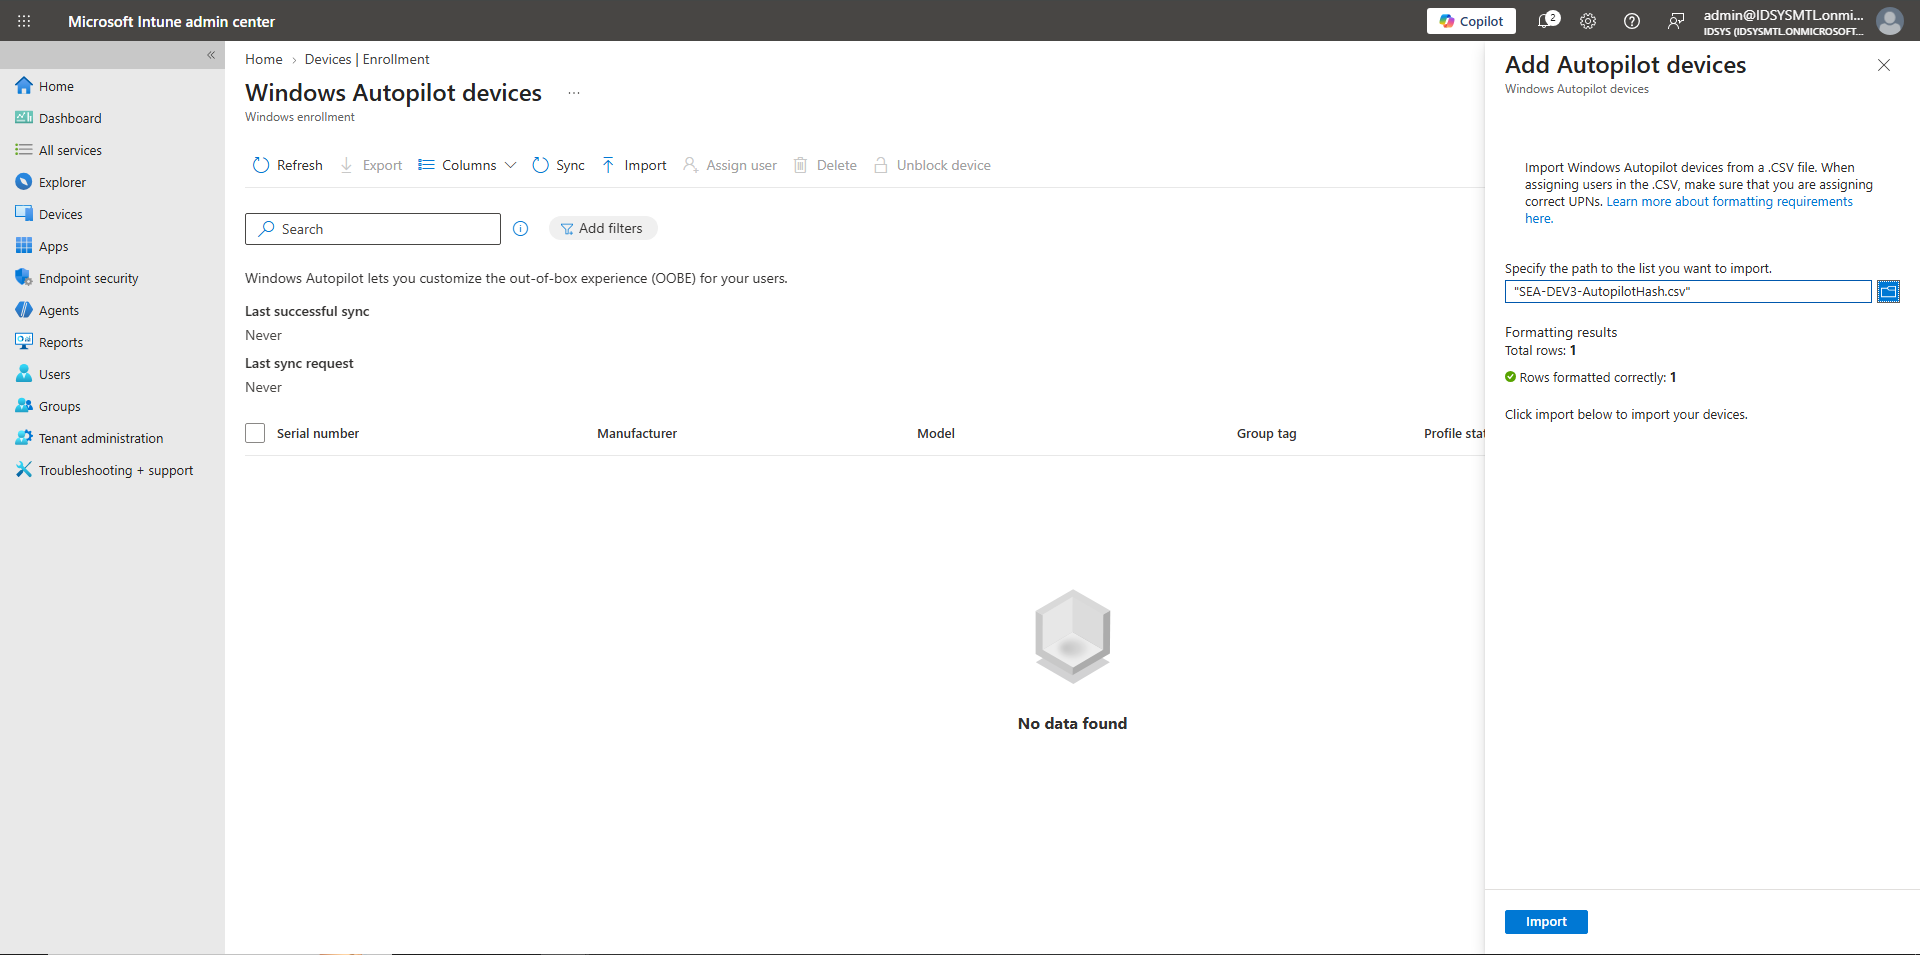 Microsoft Intune admin center
Copilot
2
admin@IDSYSMTL.onmi...
IDSYS (IDSYSMTL.ONMICROSOFT...
Home
Dashboard
All services
Explorer
Devices
Apps
Endpoint security
Agents
Reports
Users
Groups
Tenant administration
Troubleshooting + support
Home › Devices | Enrollment
Windows Autopilot devices ...
Windows enrollment
Refresh Export Columns Sync Import Assign user Delete Unblock device
Search
Add filters
Windows Autopilot lets you customize the out-of-box experience (OOBE) for your users.
Last successful sync
Never
Last sync request
Never
Serial number Manufacturer Model Group tag Profile stat
No data found
Add Autopilot devices
Windows Autopilot devices
Import Windows Autopilot devices from a .CSV file. When
assigning users in the .CSV, make sure that you are assigning
correct UPNs. Learn more about formatting requirements
here.
Specify the path to the list you want to import.
"SEA-DEV3-AutopilotHash.csv"
Formatting results
Total rows: 1
Rows formatted correctly: 1
Click import below to import your devices.
Import